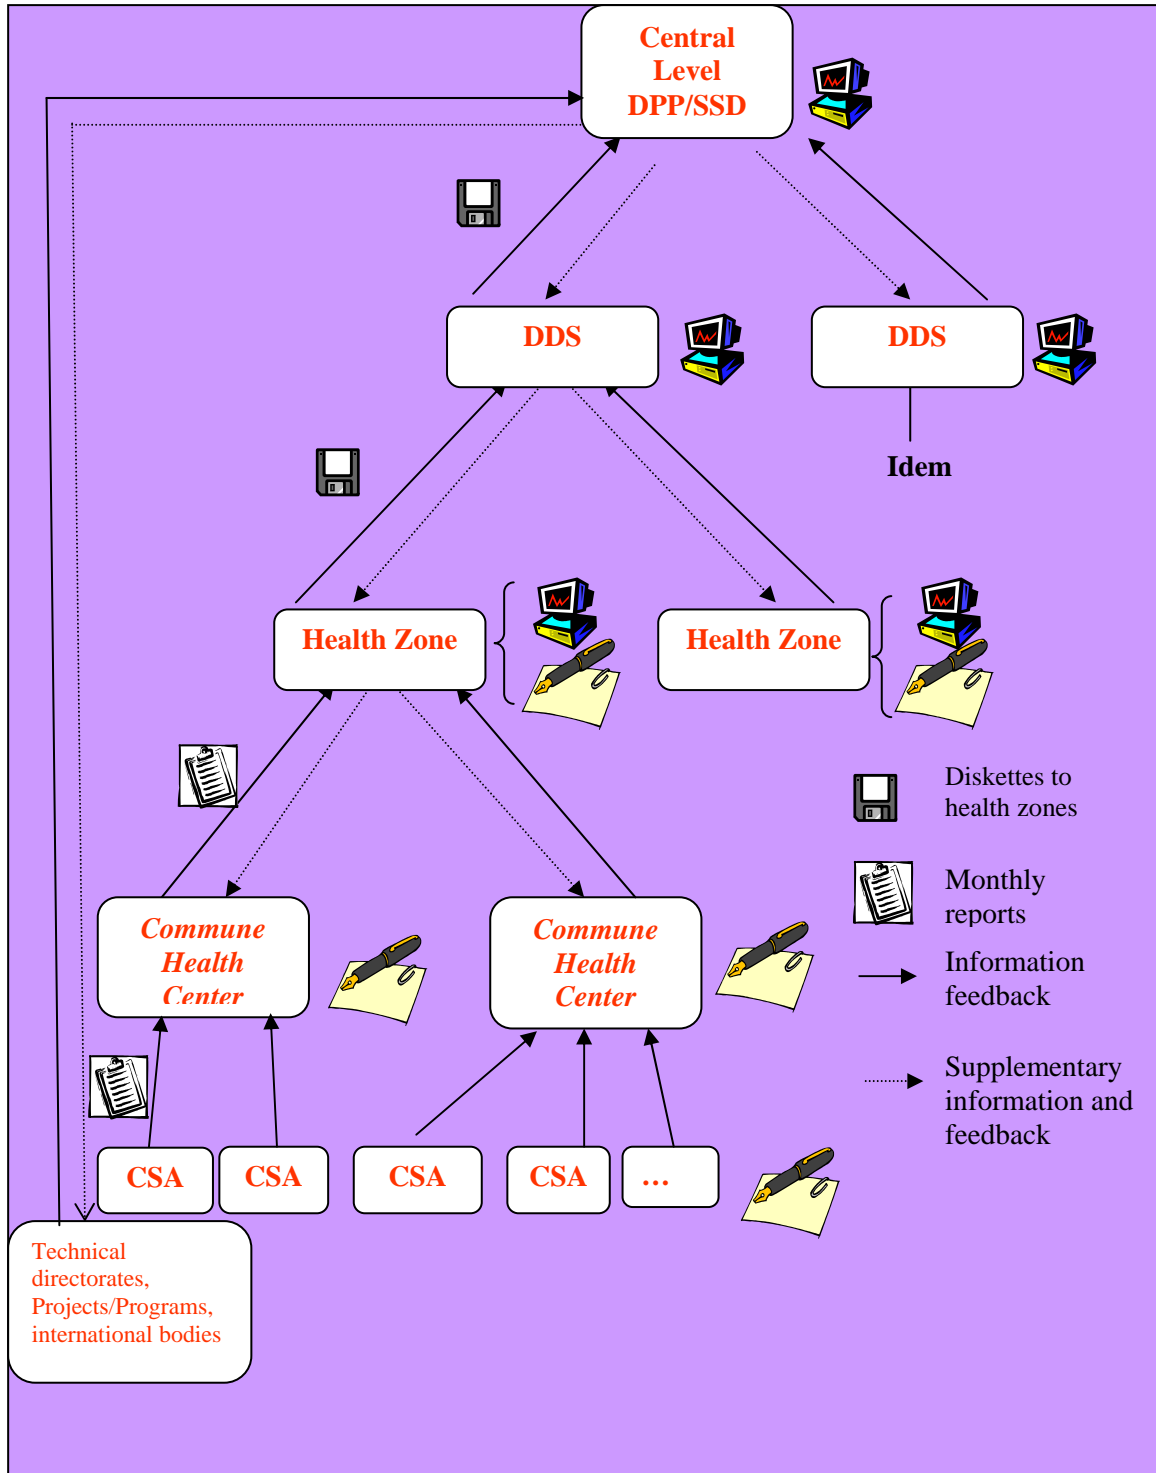 Central
Level
DPP/SSD
DDS
DDS
Idem
Health Zone
Health Zone
Diskettes to
health zones
Monthly
reports
Commune
Health
Center
Commune
Health
Center
Information
feedback
Supplementary
information and
feedback
CSA
CSA
CSA
CSA
...
Technical
directorates,
Projects/Programs,
international bodies